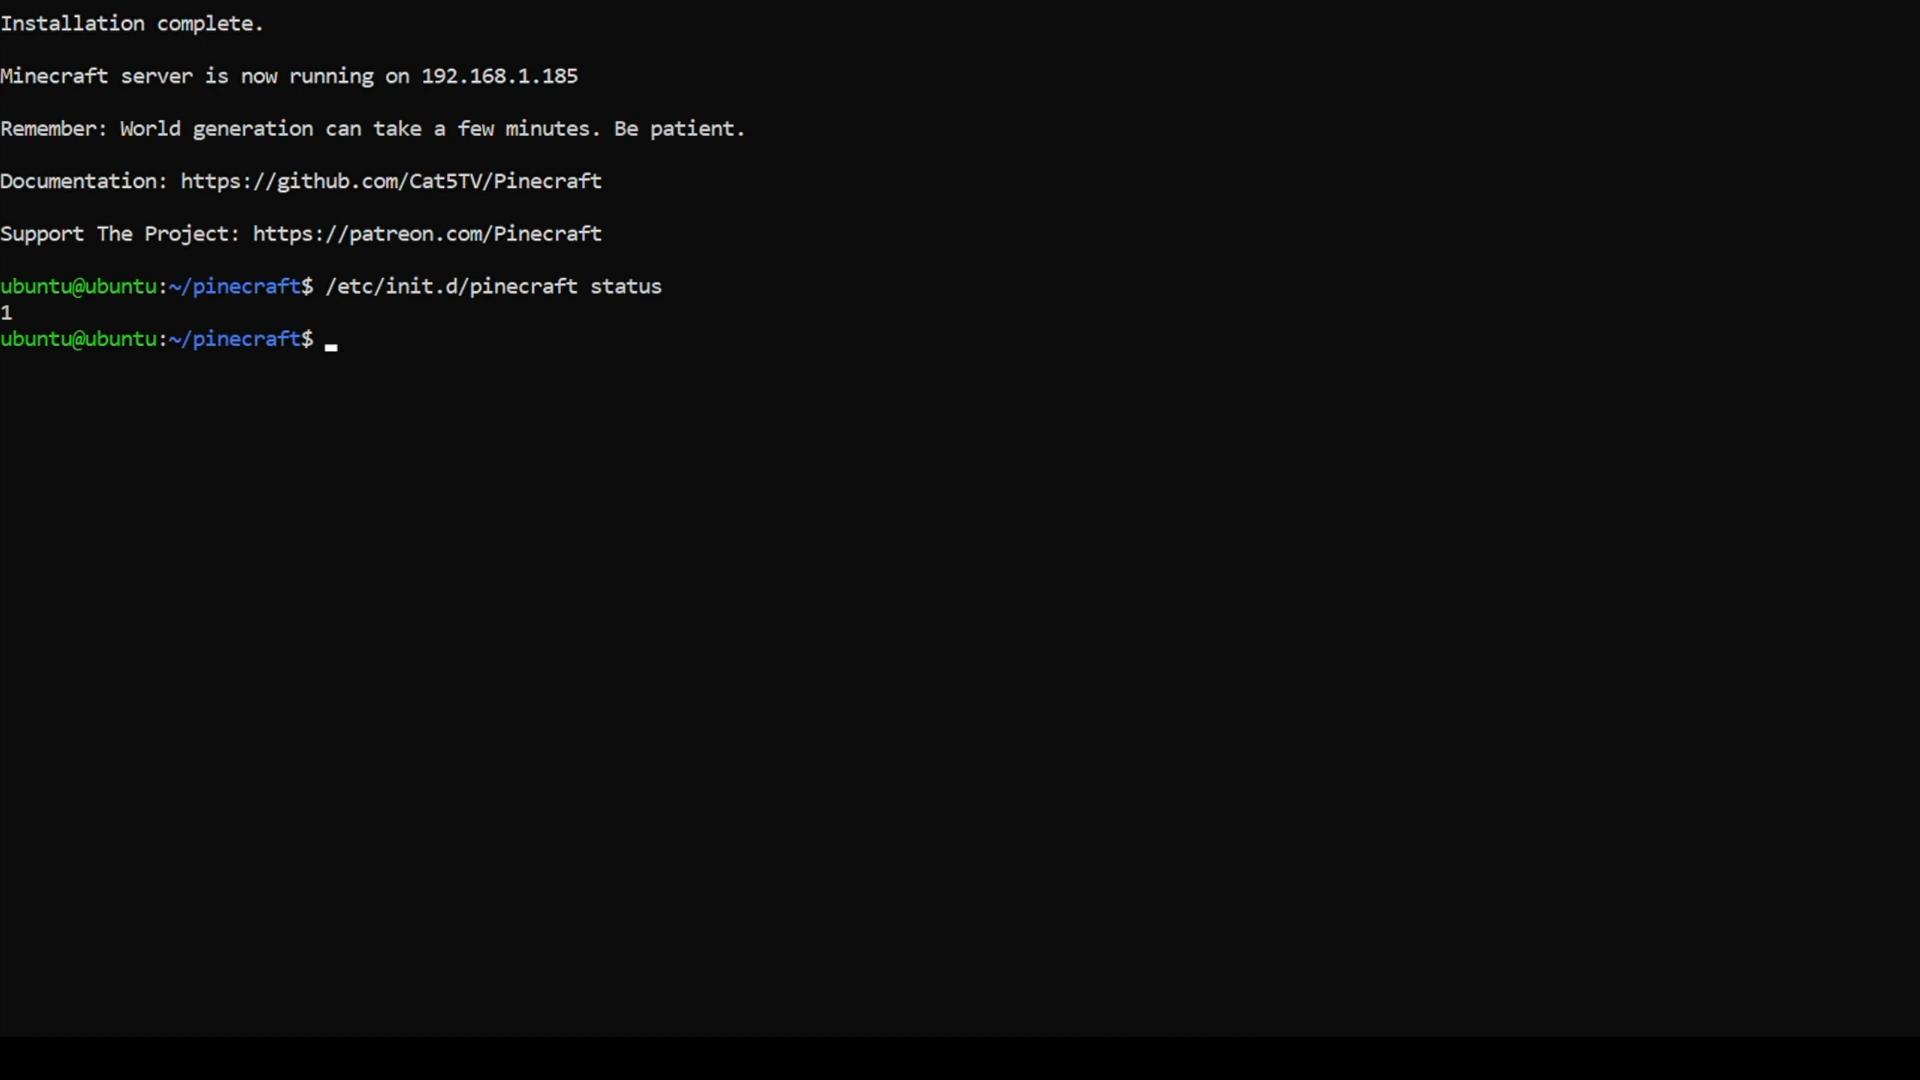 Installation complete.
Minecraft server is now running on 192.168.1.185
Remember: World generation can take a few minutes. Be patient.
Documentation: https://github.com/Cat5TV/Pinecraft
Support The Project: https://patreon.com/Pinecraft
ubuntu@ubuntu:~/pinecraft$ /etc/init.d/pinecraft status
1
ubuntu@ubuntu:~/pinecraft$